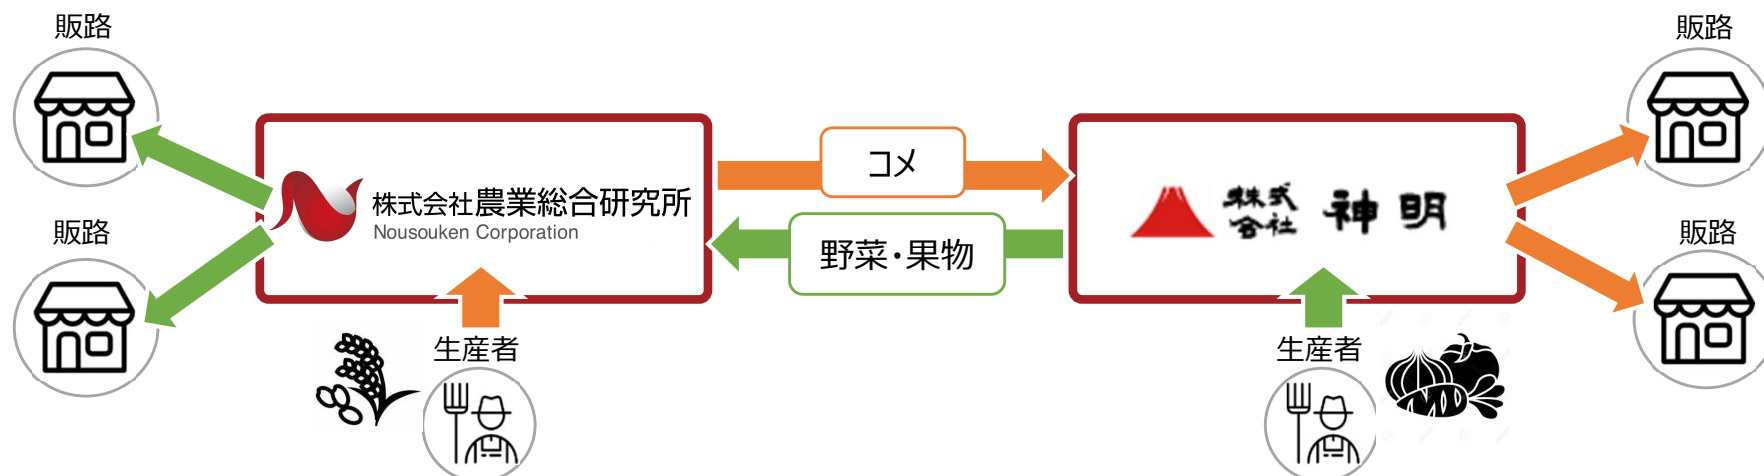 販路
販路
販路
販路
株式会社農業総合研究所
Nousouken Corporation
コメ
野菜・果物
株式会社 神明
生産者
生産者